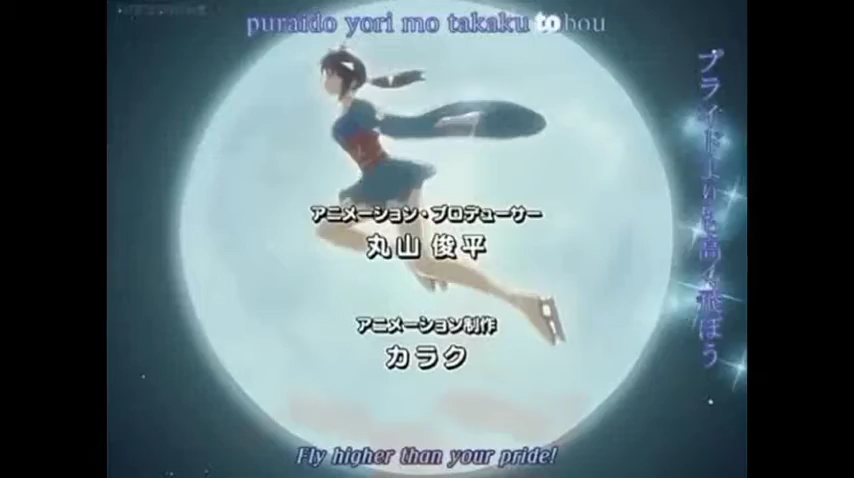 puraido yori mo takaku tobou
プライドよりも高く飛ぼう
アニメーション・プロデューサー
丸山 俊平
アニメーション制作
カラク
Fly higher than your pride!